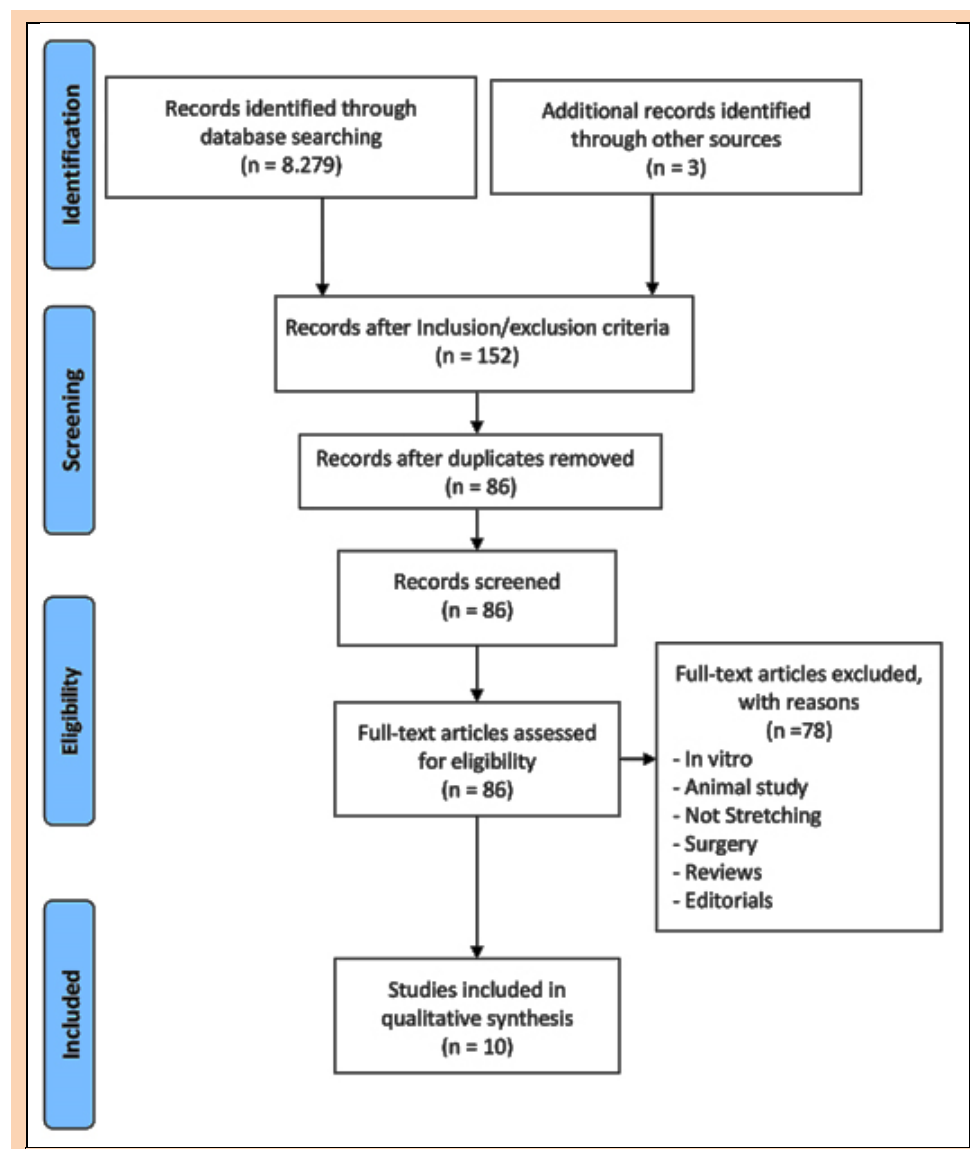 Identification
Records identified through
database searching
(n = 8.279)
Additional records identified
through other sources
(n = 3)
Screening
Records after Inclusion/exclusion criteria
(n = 152)
Records after duplicates removed
(n = 86)
Records screened
(n = 86)
Eligibility
Full-text articles assessed
for eligibility
(n = 86)
Full-text articles excluded,
with reasons
(n =78)
- In vitro
- Animal study
- Not Stretching
- Surgery
- Reviews
- Editorials
Included
Studies included in
qualitative synthesis
(n = 10)